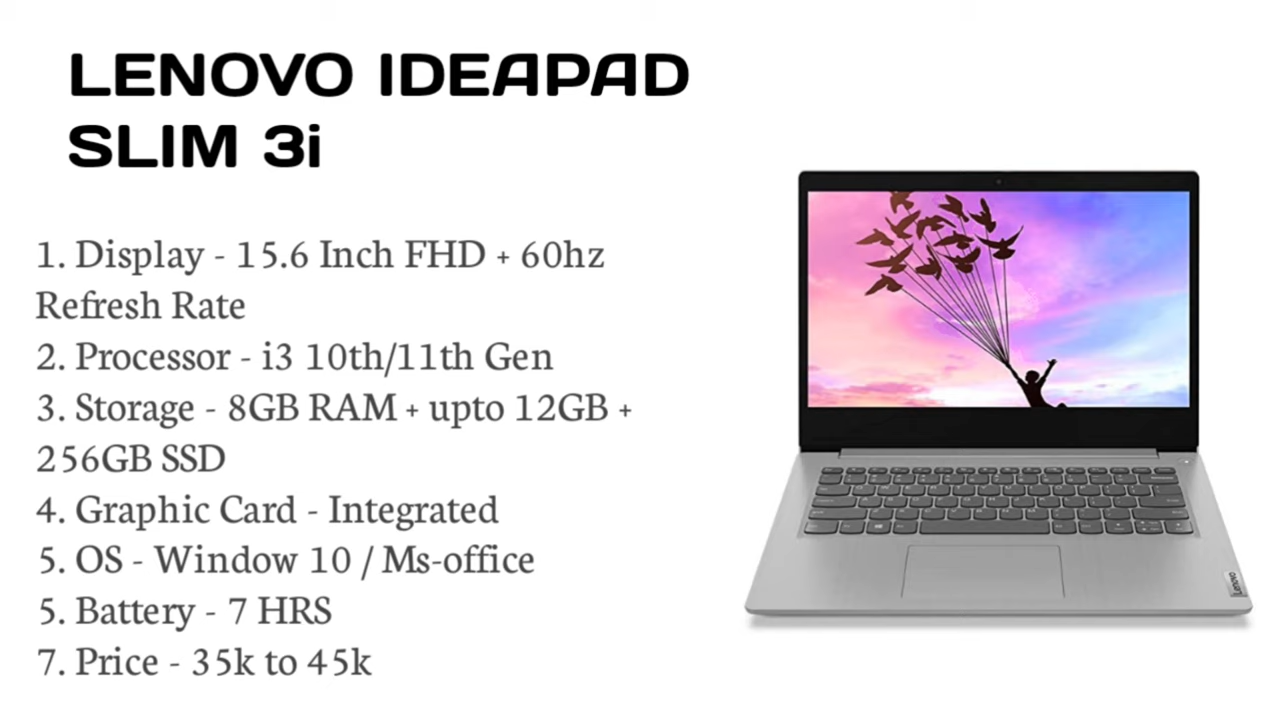 LENOVO IDEAPAD
SLIM 3i
1. Display - 15.6 Inch FHD + 60hz
Refresh Rate
2. Processor - i3 10th/11th Gen
3. Storage - 8GB RAM + upto 12GB +
256GB SSD
4. Graphic Card - Integrated
5. OS - Window 10 / Ms-office
5. Battery - 7 HRS
7. Price - 35k to 45k
Lenovo